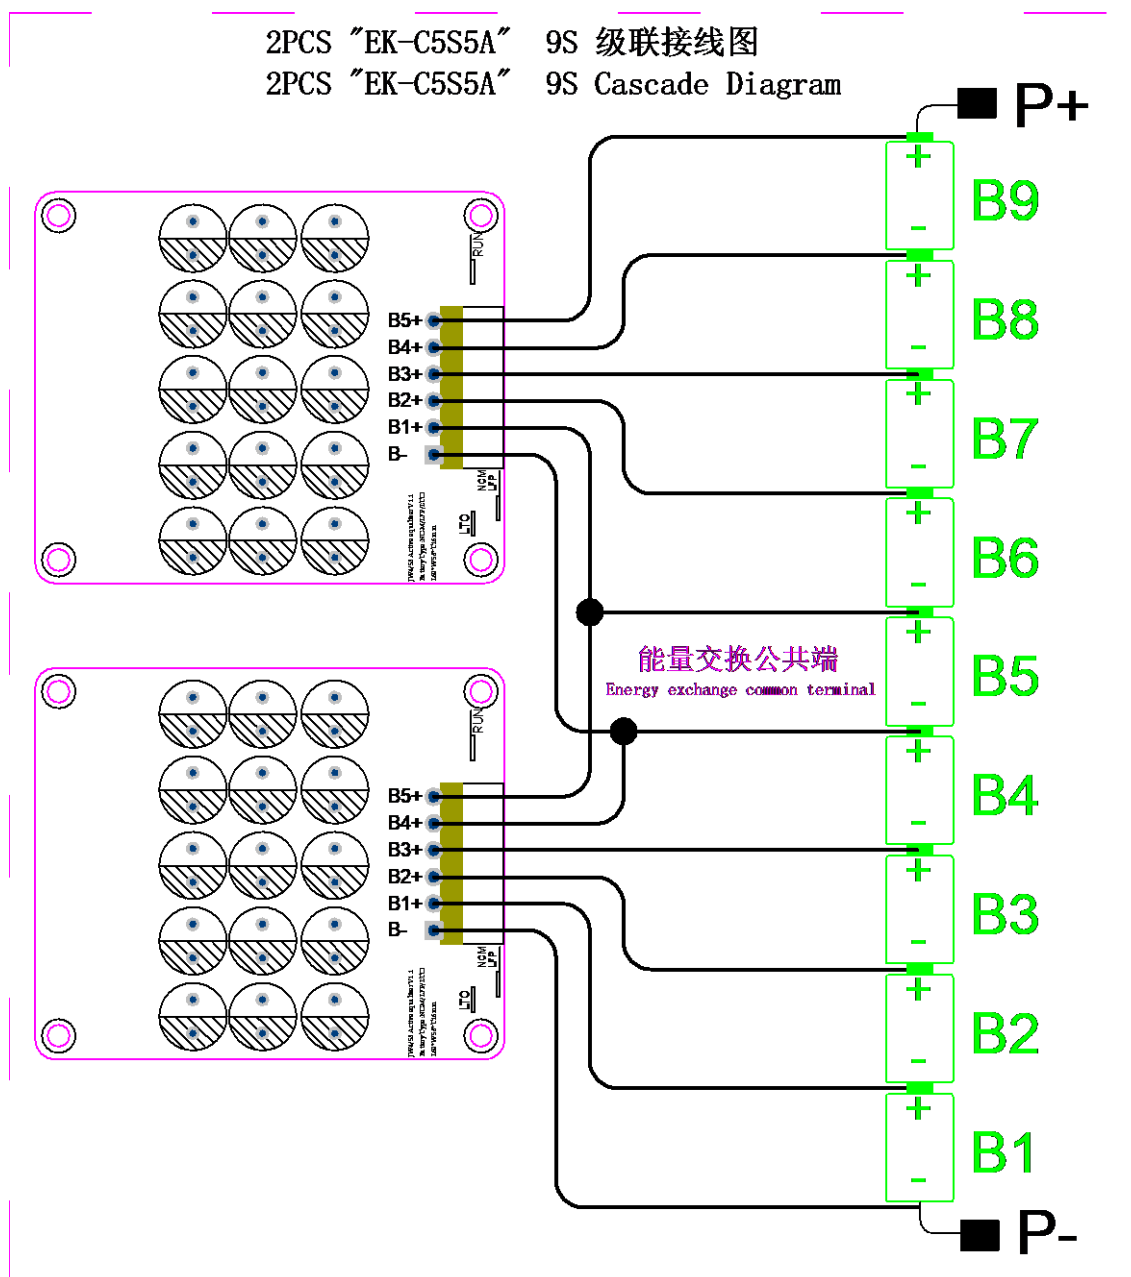 2PCS "EK-C5S5A" 9S 级联接线图
2PCS "EK-C5S5A" 9S Cascade Diagram
P+
B9
B8
B7
B6
B5
B4
B3
B2
B1
P-
RUN
B5+
B4+
B3+
B2+
B1+
B-
NCM
LFP
LTO
能量交换公共端
Energy exchange common terminal
RUN
B5+
B4+
B3+
B2+
B1+
B-
NCM
LFP
LTO